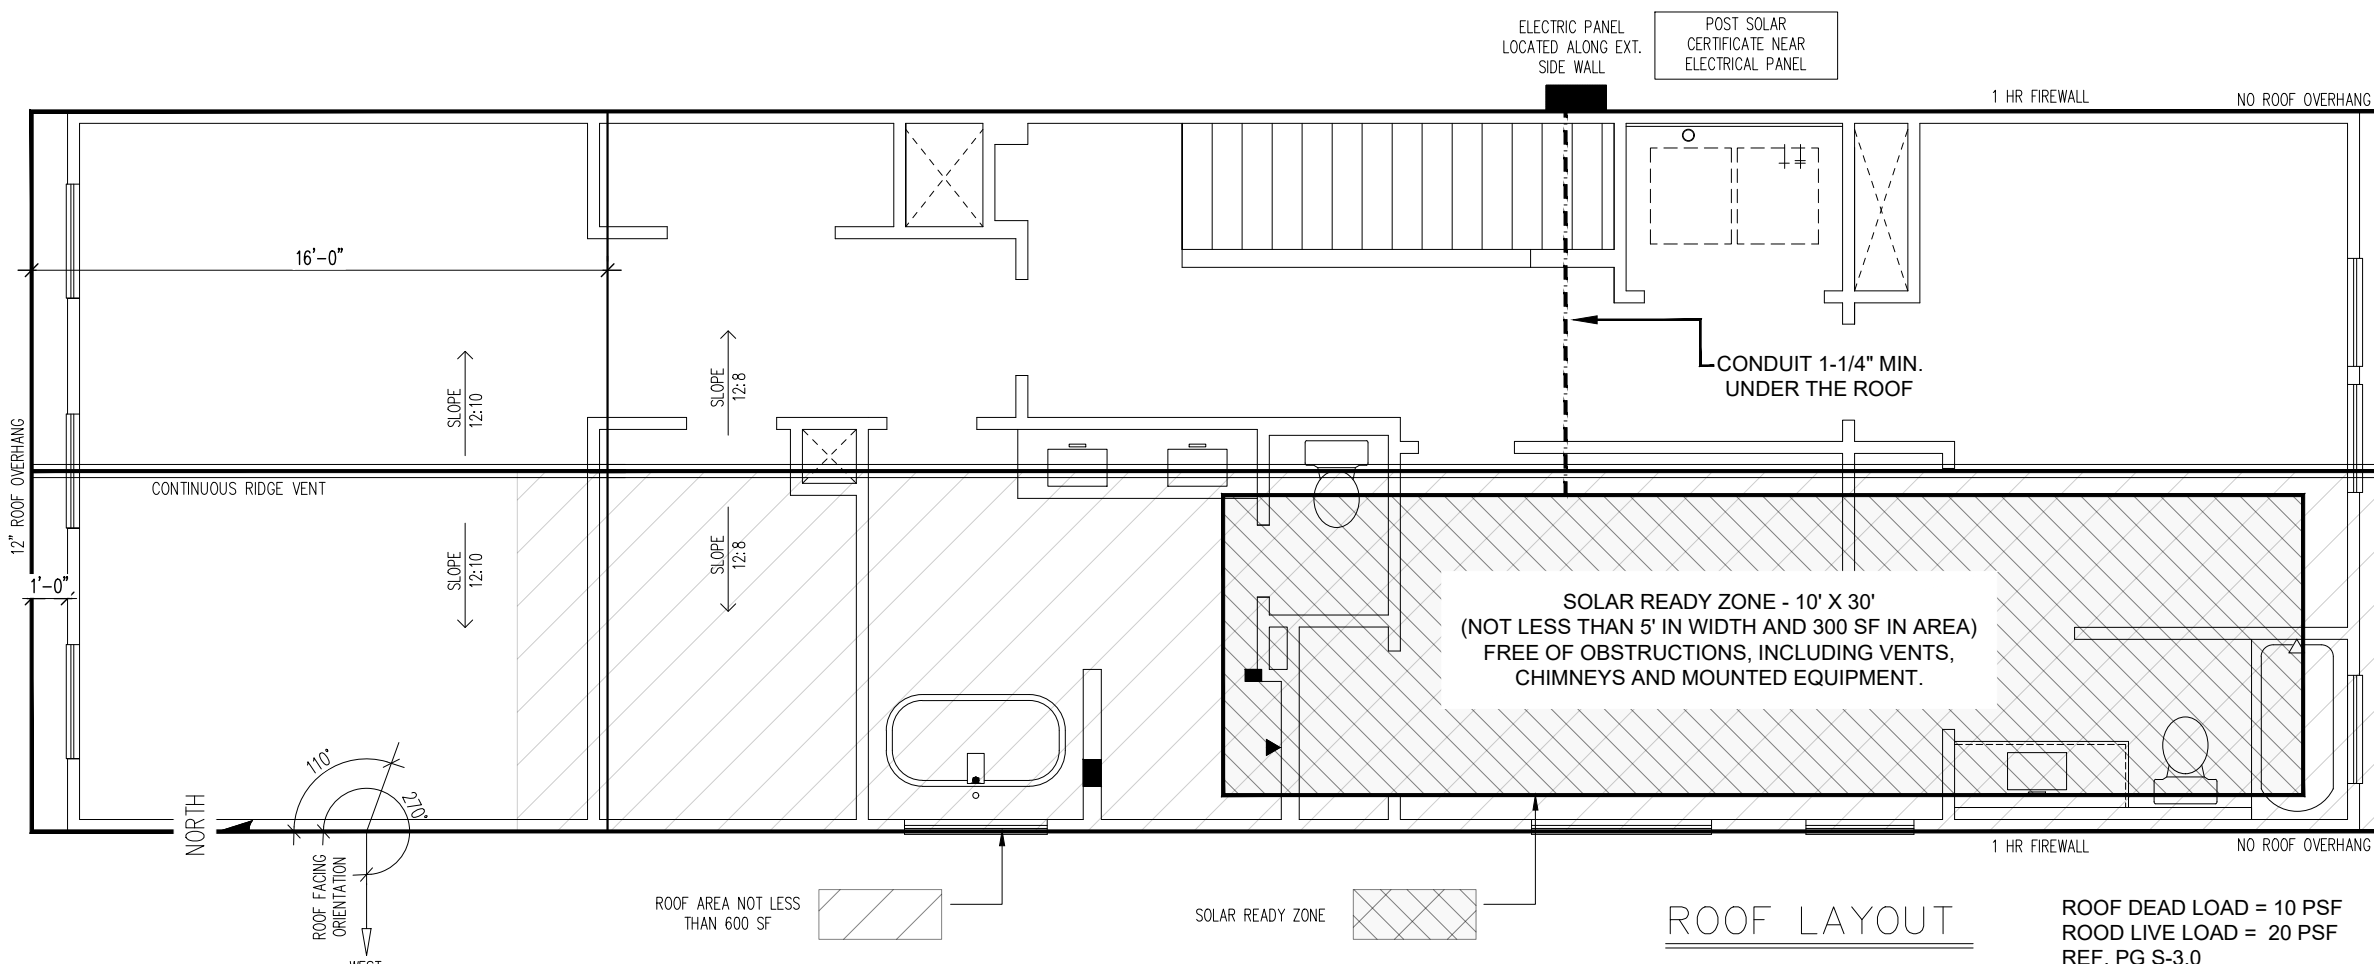 ELECTRIC PANEL
LOCATED ALONG EXT.
SIDE WALL
POST SOLAR
CERTIFICATE NEAR
ELECTRICAL PANEL
1 HR FIREWALL
NO ROOF OVERHANG
16'-0"
CONDUIT 1-1/4" MIN.
UNDER THE ROOF
SLOPE
12:10
SLOPE
12:8
12" ROOF OVERHANG
CONTINUOUS RIDGE VENT
SLOPE
12:10
SLOPE
12:8
1'-0"
SOLAR READY ZONE - 10' X 30'
(NOT LESS THAN 5' IN WIDTH AND 300 SF IN AREA)
FREE OF OBSTRUCTIONS, INCLUDING VENTS,
CHIMNEYS AND MOUNTED EQUIPMENT.
110°
270°
NORTH
ROOF FACING
ORIENTATION
WEST
1 HR FIREWALL
NO ROOF OVERHANG
ROOF AREA NOT LESS
THAN 600 SF
SOLAR READY ZONE
ROOF LAYOUT
ROOF DEAD LOAD = 10 PSF
ROOD LIVE LOAD = 20 PSF
REF. PG S-3.0